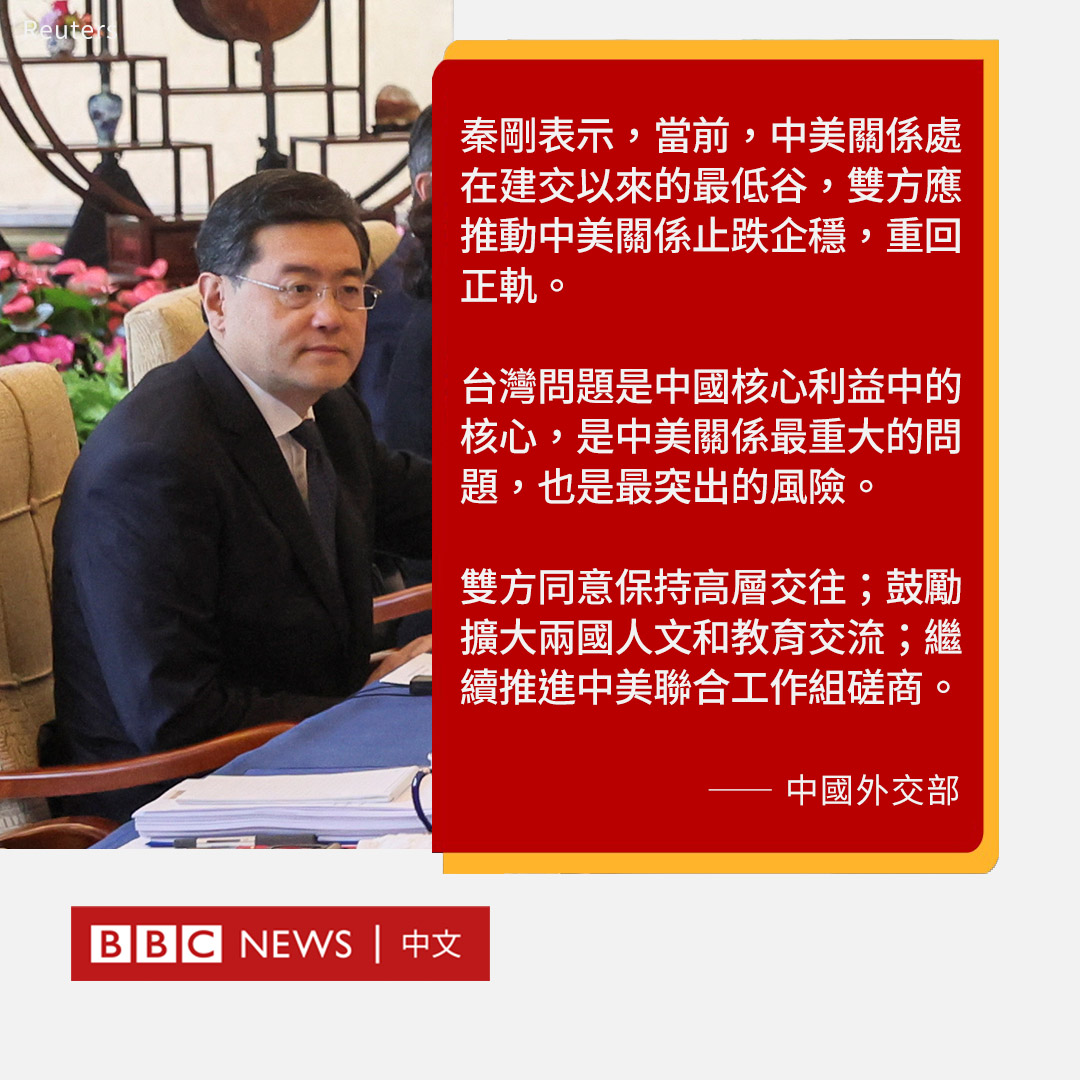 Reuters
秦剛表示，當前，中美關係處
在建交以來的最低谷，雙方應
推動中美關係止跌企穩，重回
正軌。
台灣問題是中國核心利益中的
核心，是中美關係最重大的問
題，也是最突出的風險。
雙方同意保持高層交往；鼓勵
擴大兩國人文和教育交流；繼
續推進中美聯合工作組磋商。
—— 中國外交部
BBC NEWS | 中文